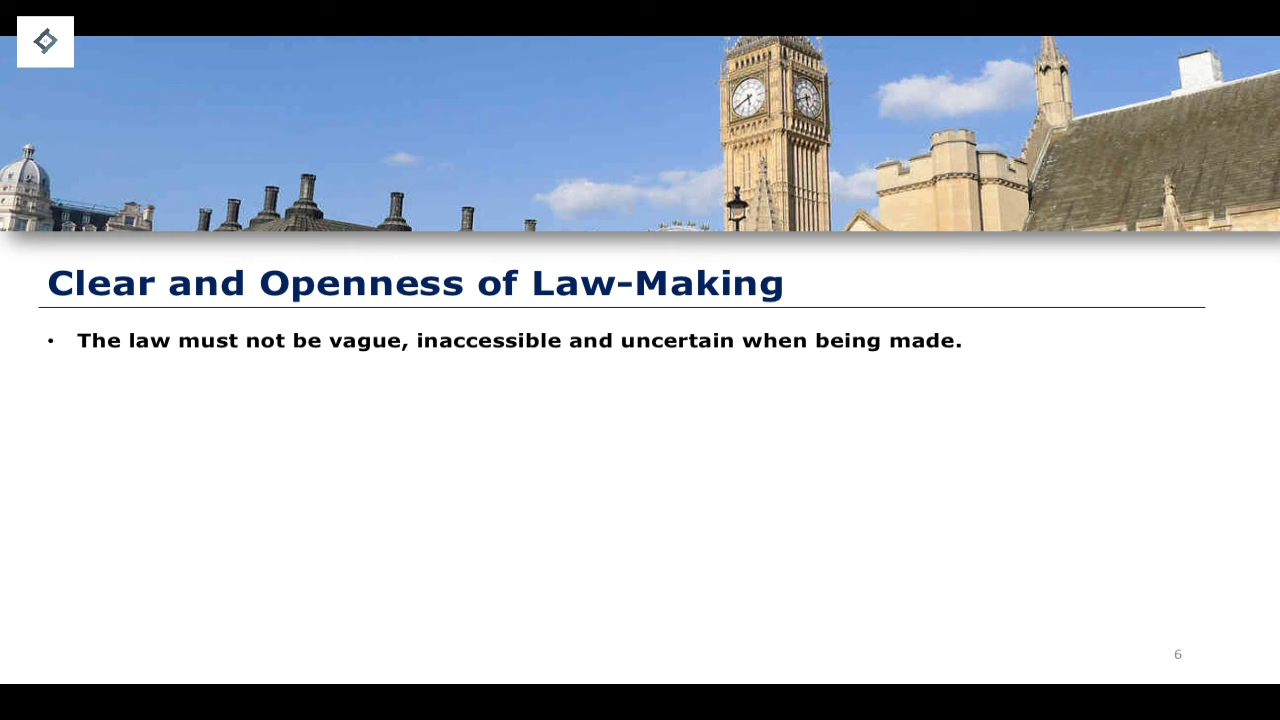 Clear and Openness of Law-Making
• The law must not be vague, inaccessible and uncertain when being made.
6